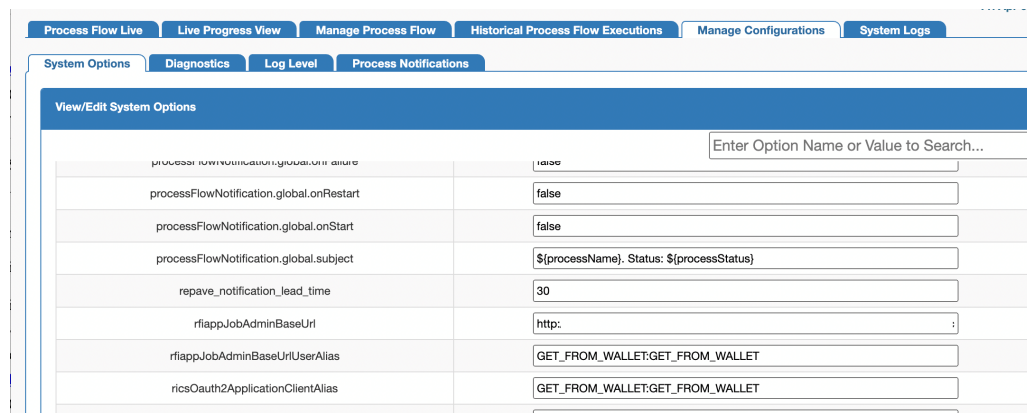 Process Flow Live Live Progress View Manage Process Flow Historical Process Flow Executions Manage Configurations System Logs
System Options Diagnostics Log Level Process Notifications
View/Edit System Options
Enter Option Name or Value to Search...
processFlowNotification.global.onFailure false
processFlowNotification.global.onRestart false
processFlowNotification.global.onStart false
processFlowNotification.global.subject ${processName}. Status: ${processStatus}
repave_notification_lead_time 30
rfiappJobAdminBaseUrl http:
rfiappJobAdminBaseUrlUserAlias GET_FROM_WALLET:GET_FROM_WALLET
ricsOauth2ApplicationClientAlias GET_FROM_WALLET:GET_FROM_WALLET